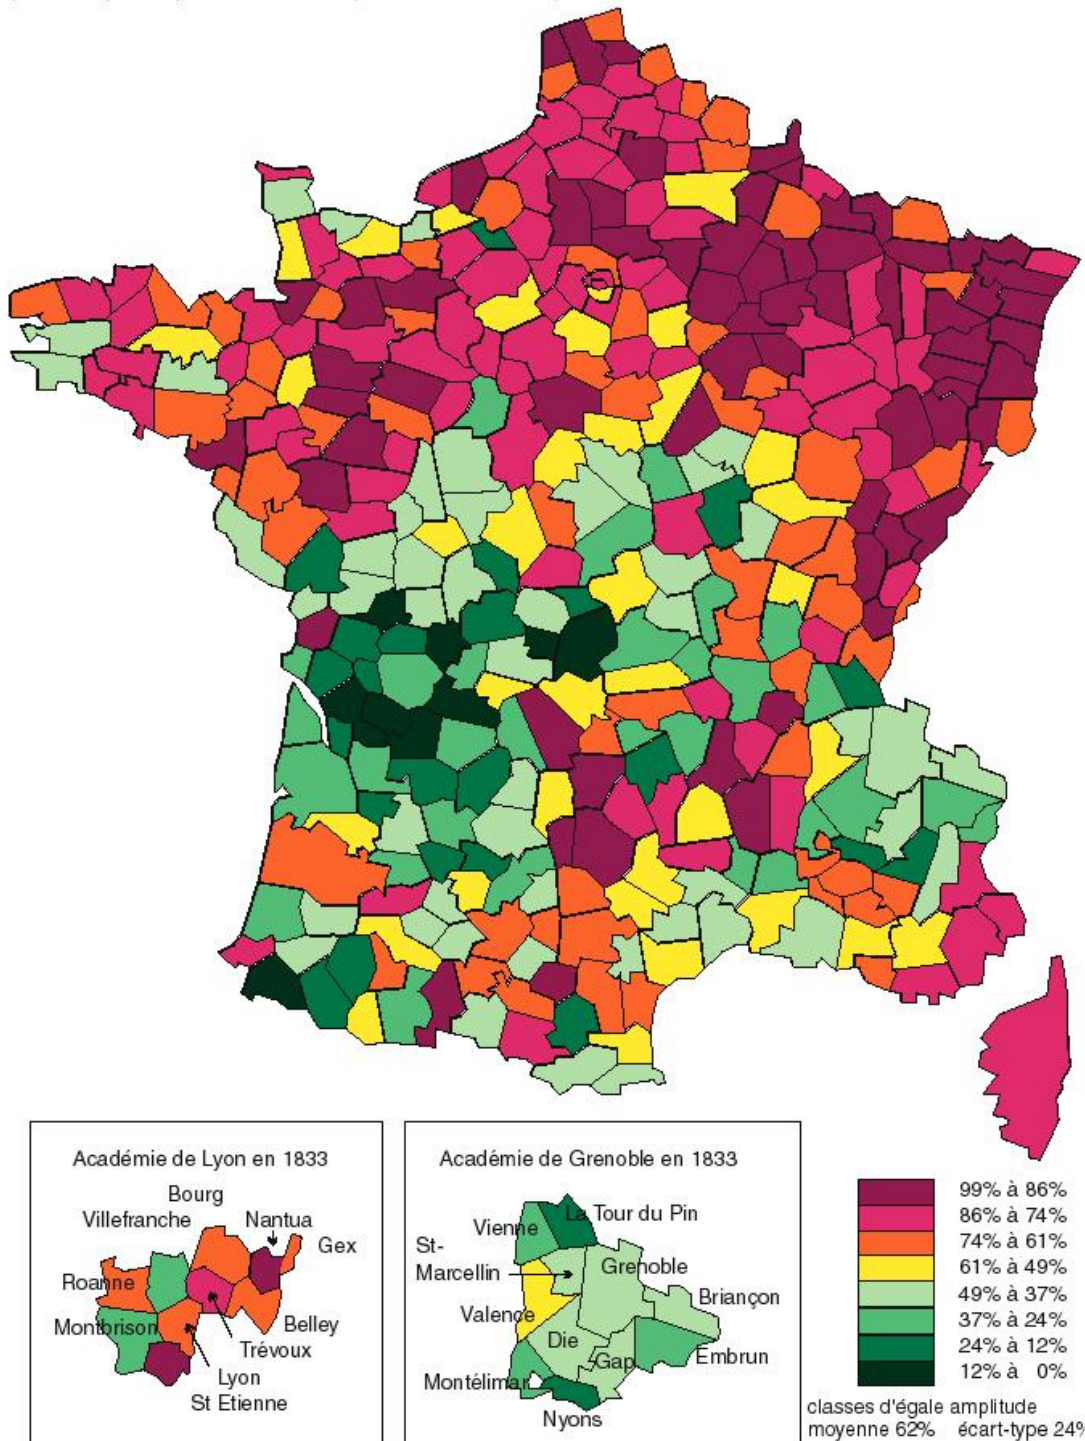 Académie de Lyon en 1833
Bourg
Villefranche
Nantua
Gex
Roanne
Montbrison
Belley
Trévoux
Lyon
St Etienne
Académie de Grenoble en 1833
Vienne
La Tour du Pin
St-
Marcellin
Grenoble
Valence
Briançon
Die
Gap
Embrun
Montélimar
Nyons
99% à 86%
86% à 74%
74% à 61%
61% à 49%
49% à 37%
37% à 24%
24% à 12%
12% à 0%
classes d'égale amplitude
moyenne 62% écart-type 24%